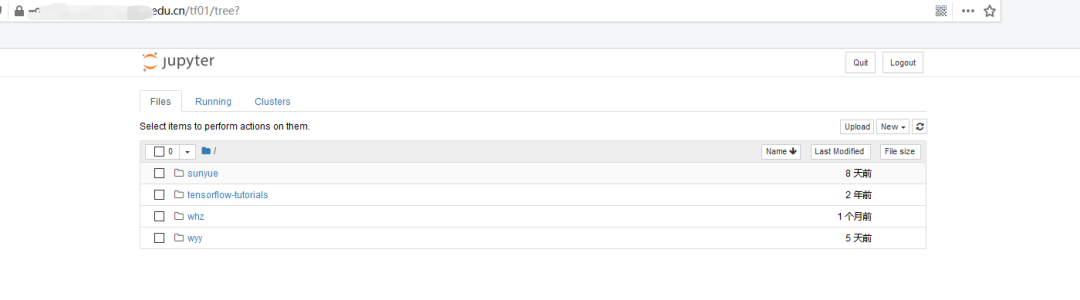 edu.cn/tf01/tree?
jupyter
Quit Logout
Files Running Clusters
Select items to perform actions on them.
Upload New
0 / Name Last Modified File size
sunyue 8 天前
tensorflow-tutorials 2 年前
whz 1 个月前
wyy 5 天前